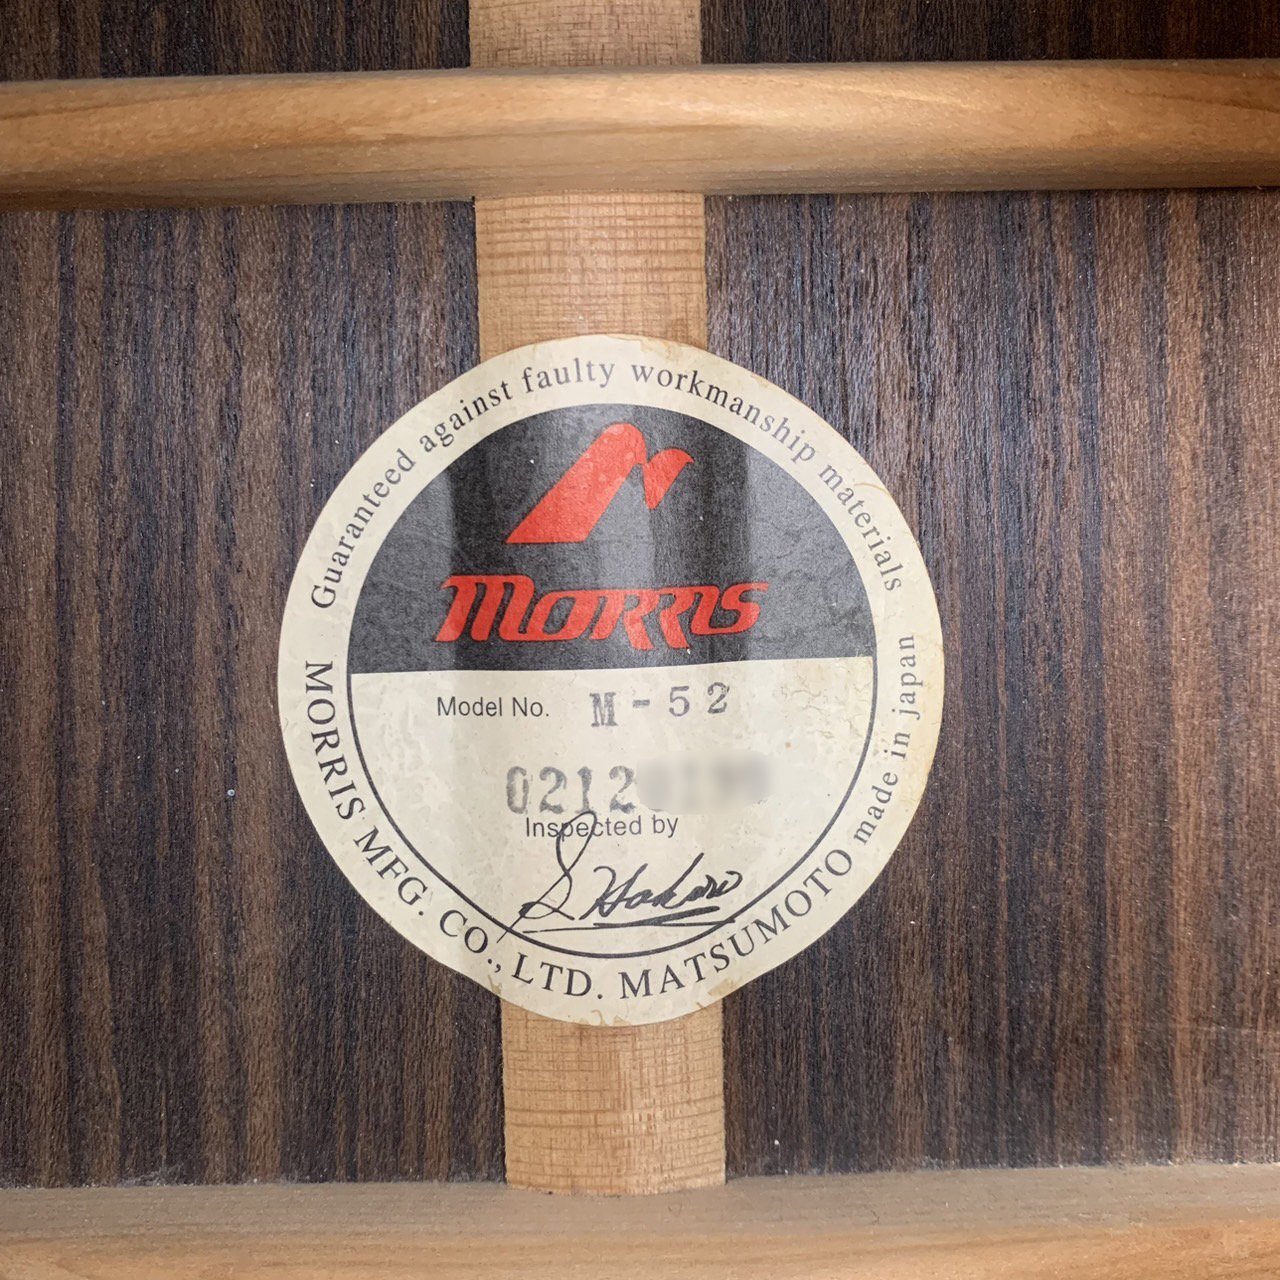 Guaranteed against faulty workmanship materials
MORRIS
Model No. M-52
0212
Inspected by
MORRIS MFG. CO., LTD. MATSUMOTO made in japan